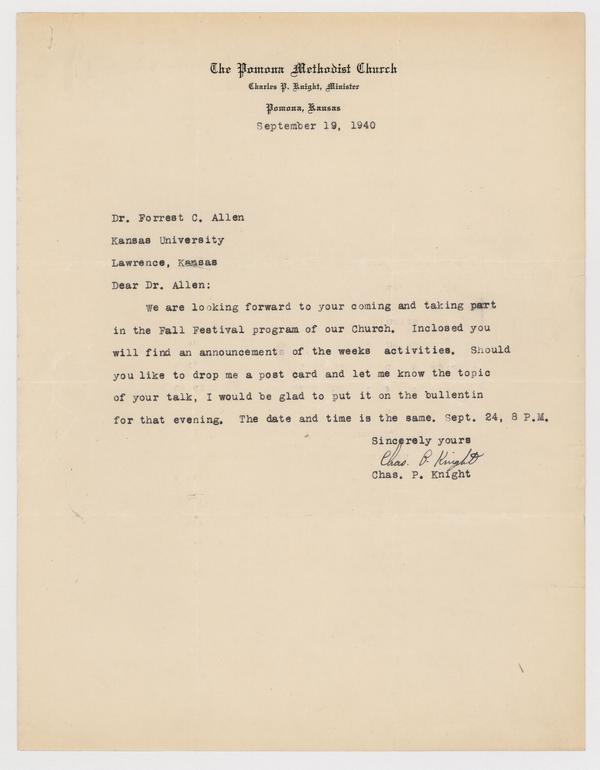 The Pomona Methodist Church
Charles P. Knight, Minister
Pomona, Kansas
September 19, 1940
Dr. Forrest C. Allen
Kansas University
Lawrence, Kansas
Dear Dr. Allen:
We are looking forward to your coming and taking part
in the Fall Festival program of our Church. Inclosed you
will find an announcements of the weeks activities. Should
you like to drop me a post card and let me know the topic
of your talk, I would be glad to put it on the bullentin
for that evening. The date and time is the same. Sept. 24, 8 P.M.
Sincerely yours
Chas. P. Knight
Chas. P. Knight